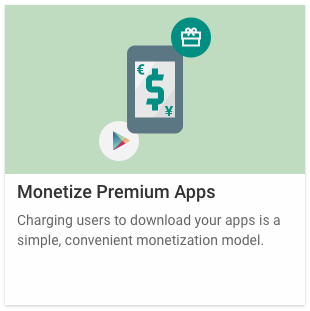 €
$
¥
Monetize Premium Apps
Charging users to download your apps is a
simple, convenient monetization model.